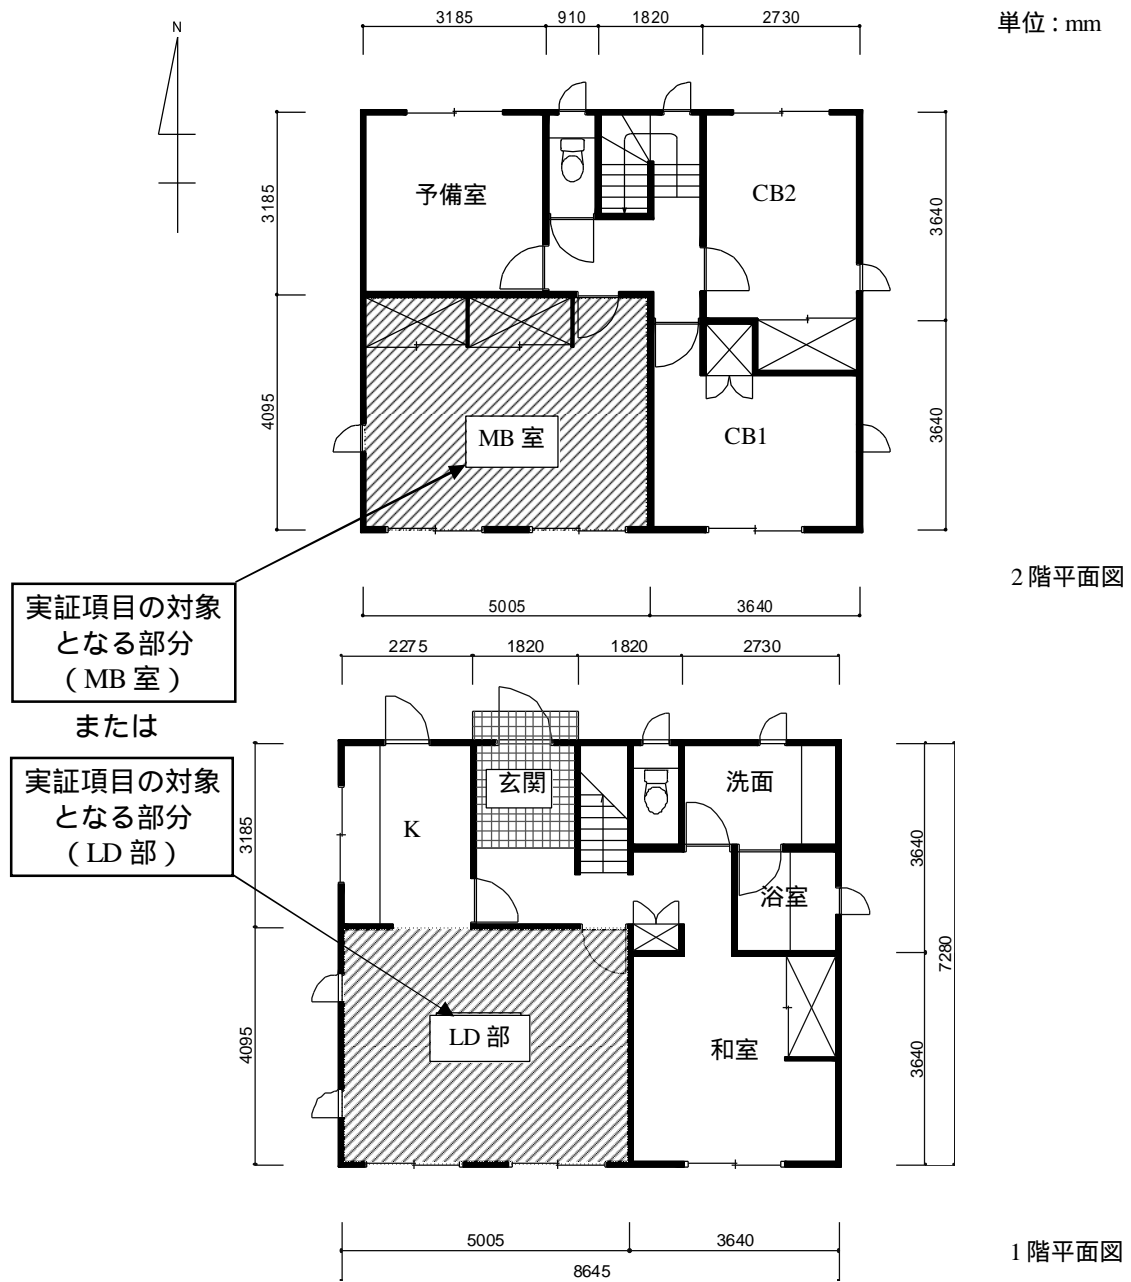 単位：mm
N
3185 910 1820 2730
3185
4095
3640
3640
予備室
CB2
MB 室
CB1
5005 3640
2 階平面図
実証項目の対象
となる部分
（ MB 室 ）
または
実証項目の対象
となる部分
（ LD 部 ）
2275 1820 1820 2730
3185
4095
3640
3640
7280
K
玄関
洗面
浴室
LD 部
和室
5005 3640
8645
1 階平面図